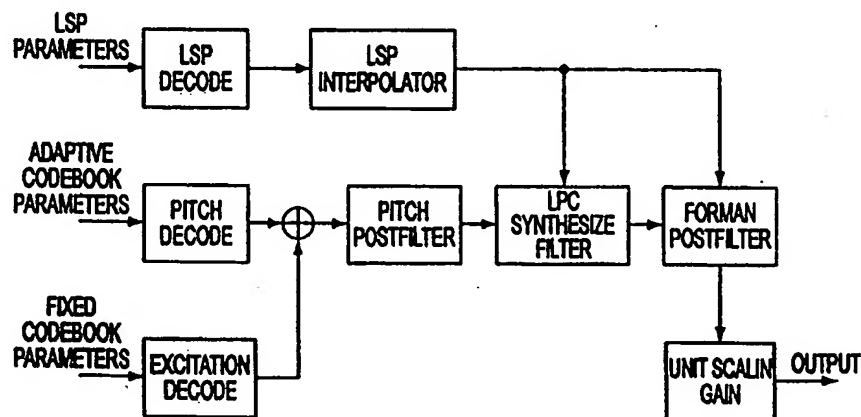 LSP
PARAMETERS
LSP
DECODE
LSP
INTERPOLATOR
ADAPTIVE
CODEBOOK
PARAMETERS
PITCH
DECODE
PITCH
POSTFILTER
LPC
SYNTHESIZE
FILTER
FORMAN
POSTFILTER
FIXED
CODEBOOK
PARAMETERS
EXCITATION
DECODE
UNIT SCALIN
GAIN
OUTPUT